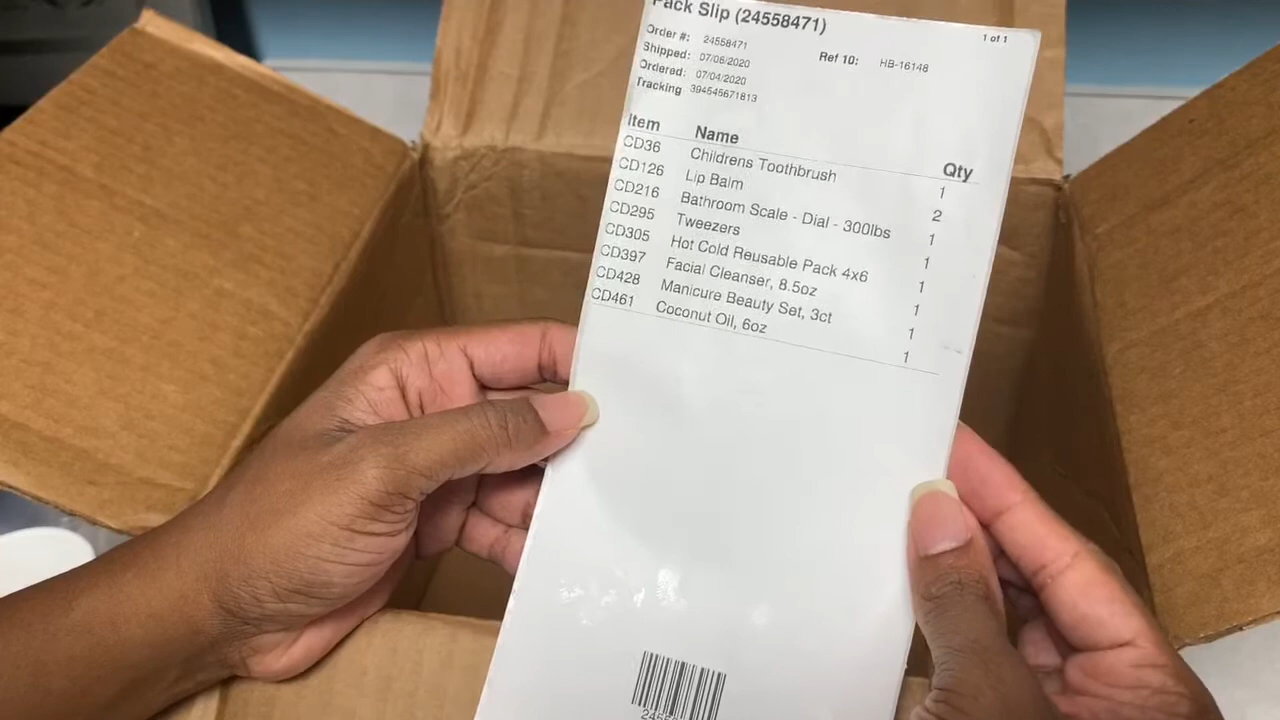 Pack Slip (24558471)
1 of 1
Order #: 24558471
Ref 10: HB-16148
Shipped: 07/06/2020
Ordered: 07/04/2020
Tracking 394545671813
Item Name Qty
CD36 Childrens Toothbrush 1
CD126 Lip Balm 2
CD216 Bathroom Scale - Dial - 300lbs 1
CD295 Tweezers 1
CD305 Hot Cold Reusable Pack 4x6 1
CD397 Facial Cleanser, 8.5oz 1
CD428 Manicure Beauty Set, 3ct 1
CD461 Coconut Oil, 6oz 1